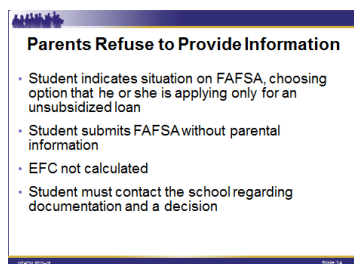 Parents Refuse to Provide Information
• Student indicates situation on FAFSA, choosing
option that he or she is applying only for an
unsubsidized loan
• Student submits FAFSA without parental
information
• EFC not calculated
• Student must contact the school regarding
documentation and a decision